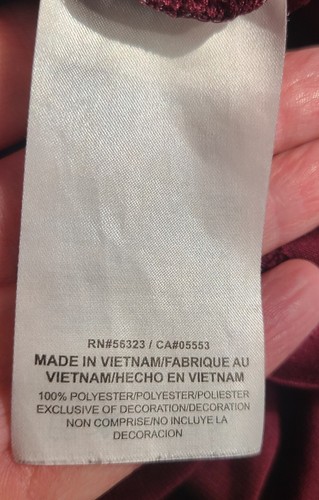 RN#56323 / CA#05553
MADE IN VIETNAM/FABRIQUE AU
VIETNAM/HECHO EN VIETNAM
100% POLYESTER/POLYESTER/POLIESTER
EXCLUSIVE OF DECORATION/DECORATION
NON COMPRISE/NO INCLUYE LA
DECORACION